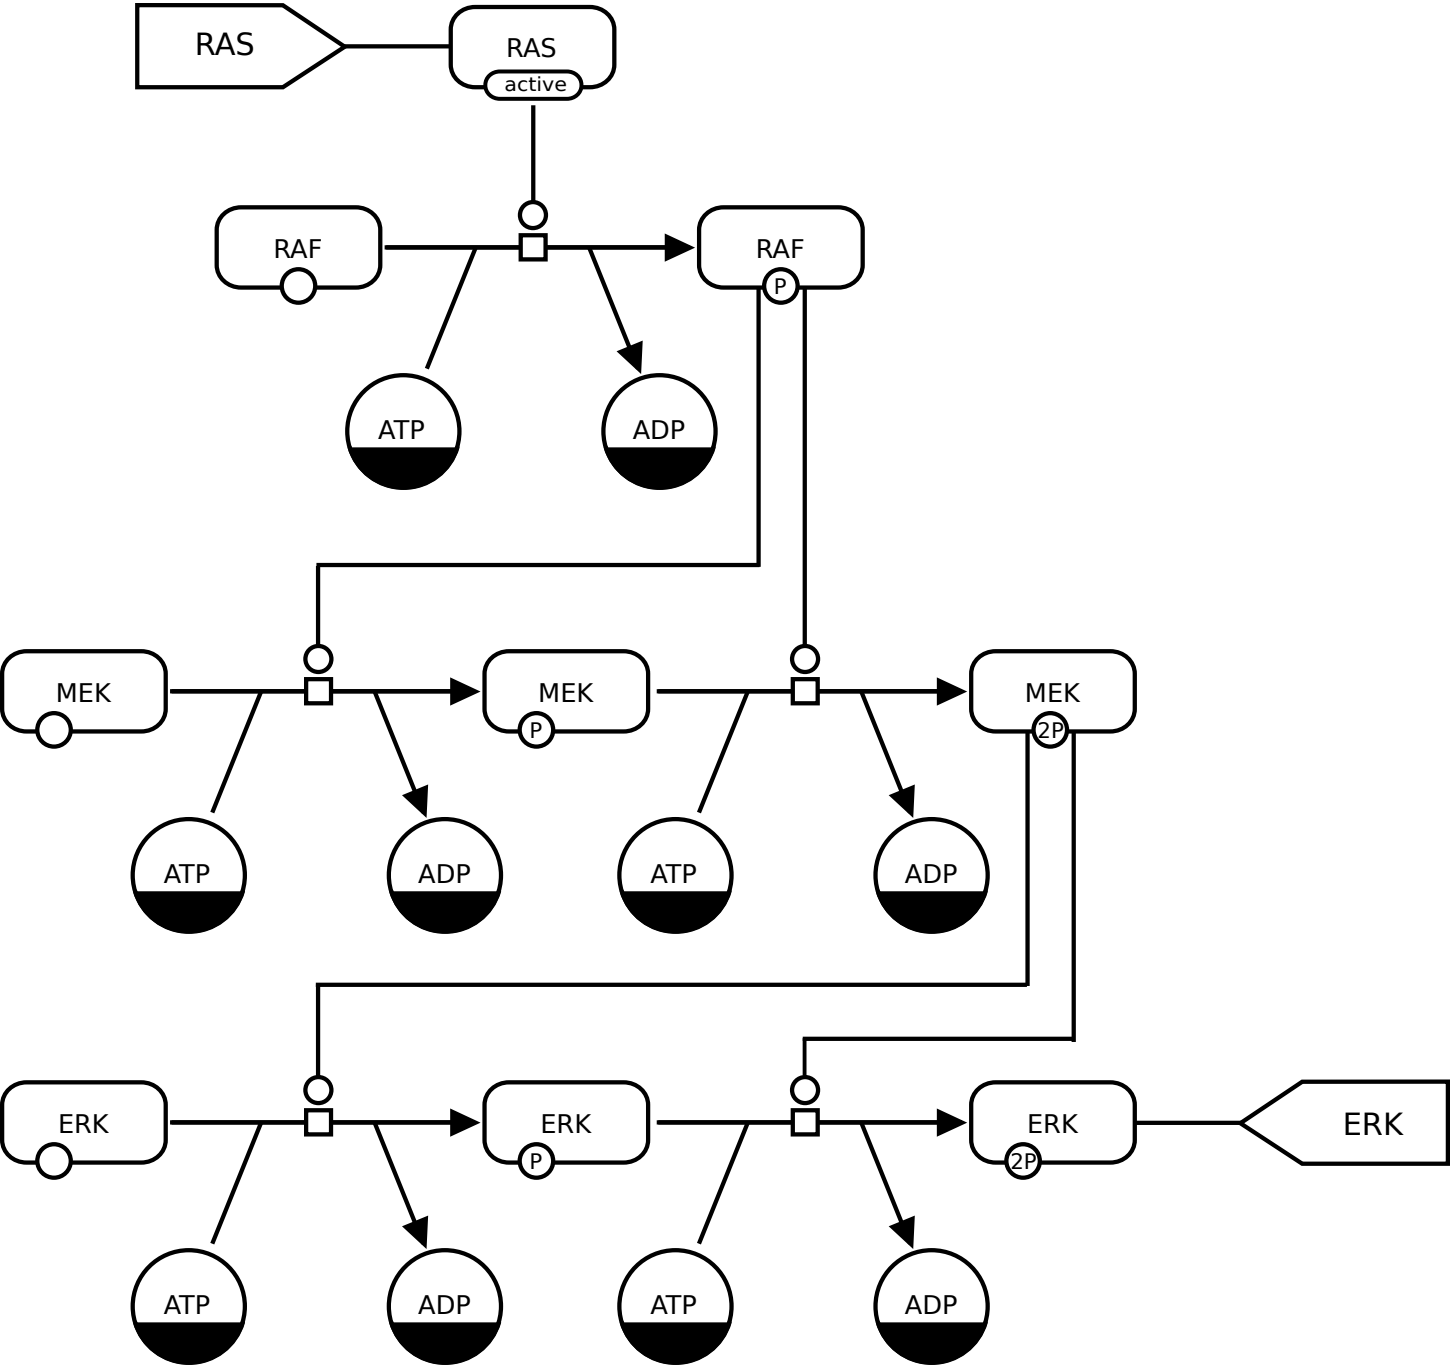 RAS
RAS
active
RAF
RAF
P
ATP
ADP
MEK
MEK
P
MEK
2P
ATP
ADP
ATP
ADP
ERK
ERK
P
ERK
2P
ERK
ATP
ADP
ATP
ADP